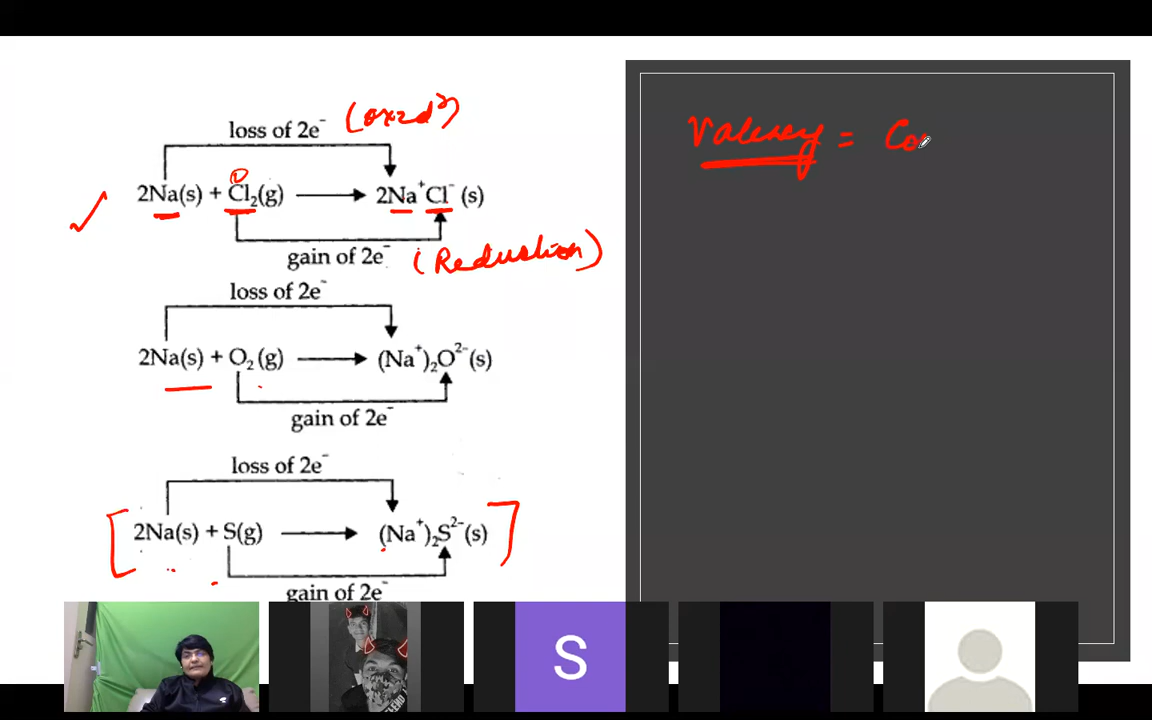 loss of 2e⁻ (oxidⁿ)
2Na(s) + Cl₂(g) ⟶ 2Na⁺Cl⁻ (s)
0
gain of 2e⁻ (Reduction)
loss of 2e⁻
2Na(s) + O₂ (g) ⟶ (Na⁺)₂O²⁻(s)
gain of 2e⁻
loss of 2e⁻
[2Na(s) + S(g) ⟶ (Na⁺)₂S²⁻(s)]
gain of 2e⁻
Valency = Co
S